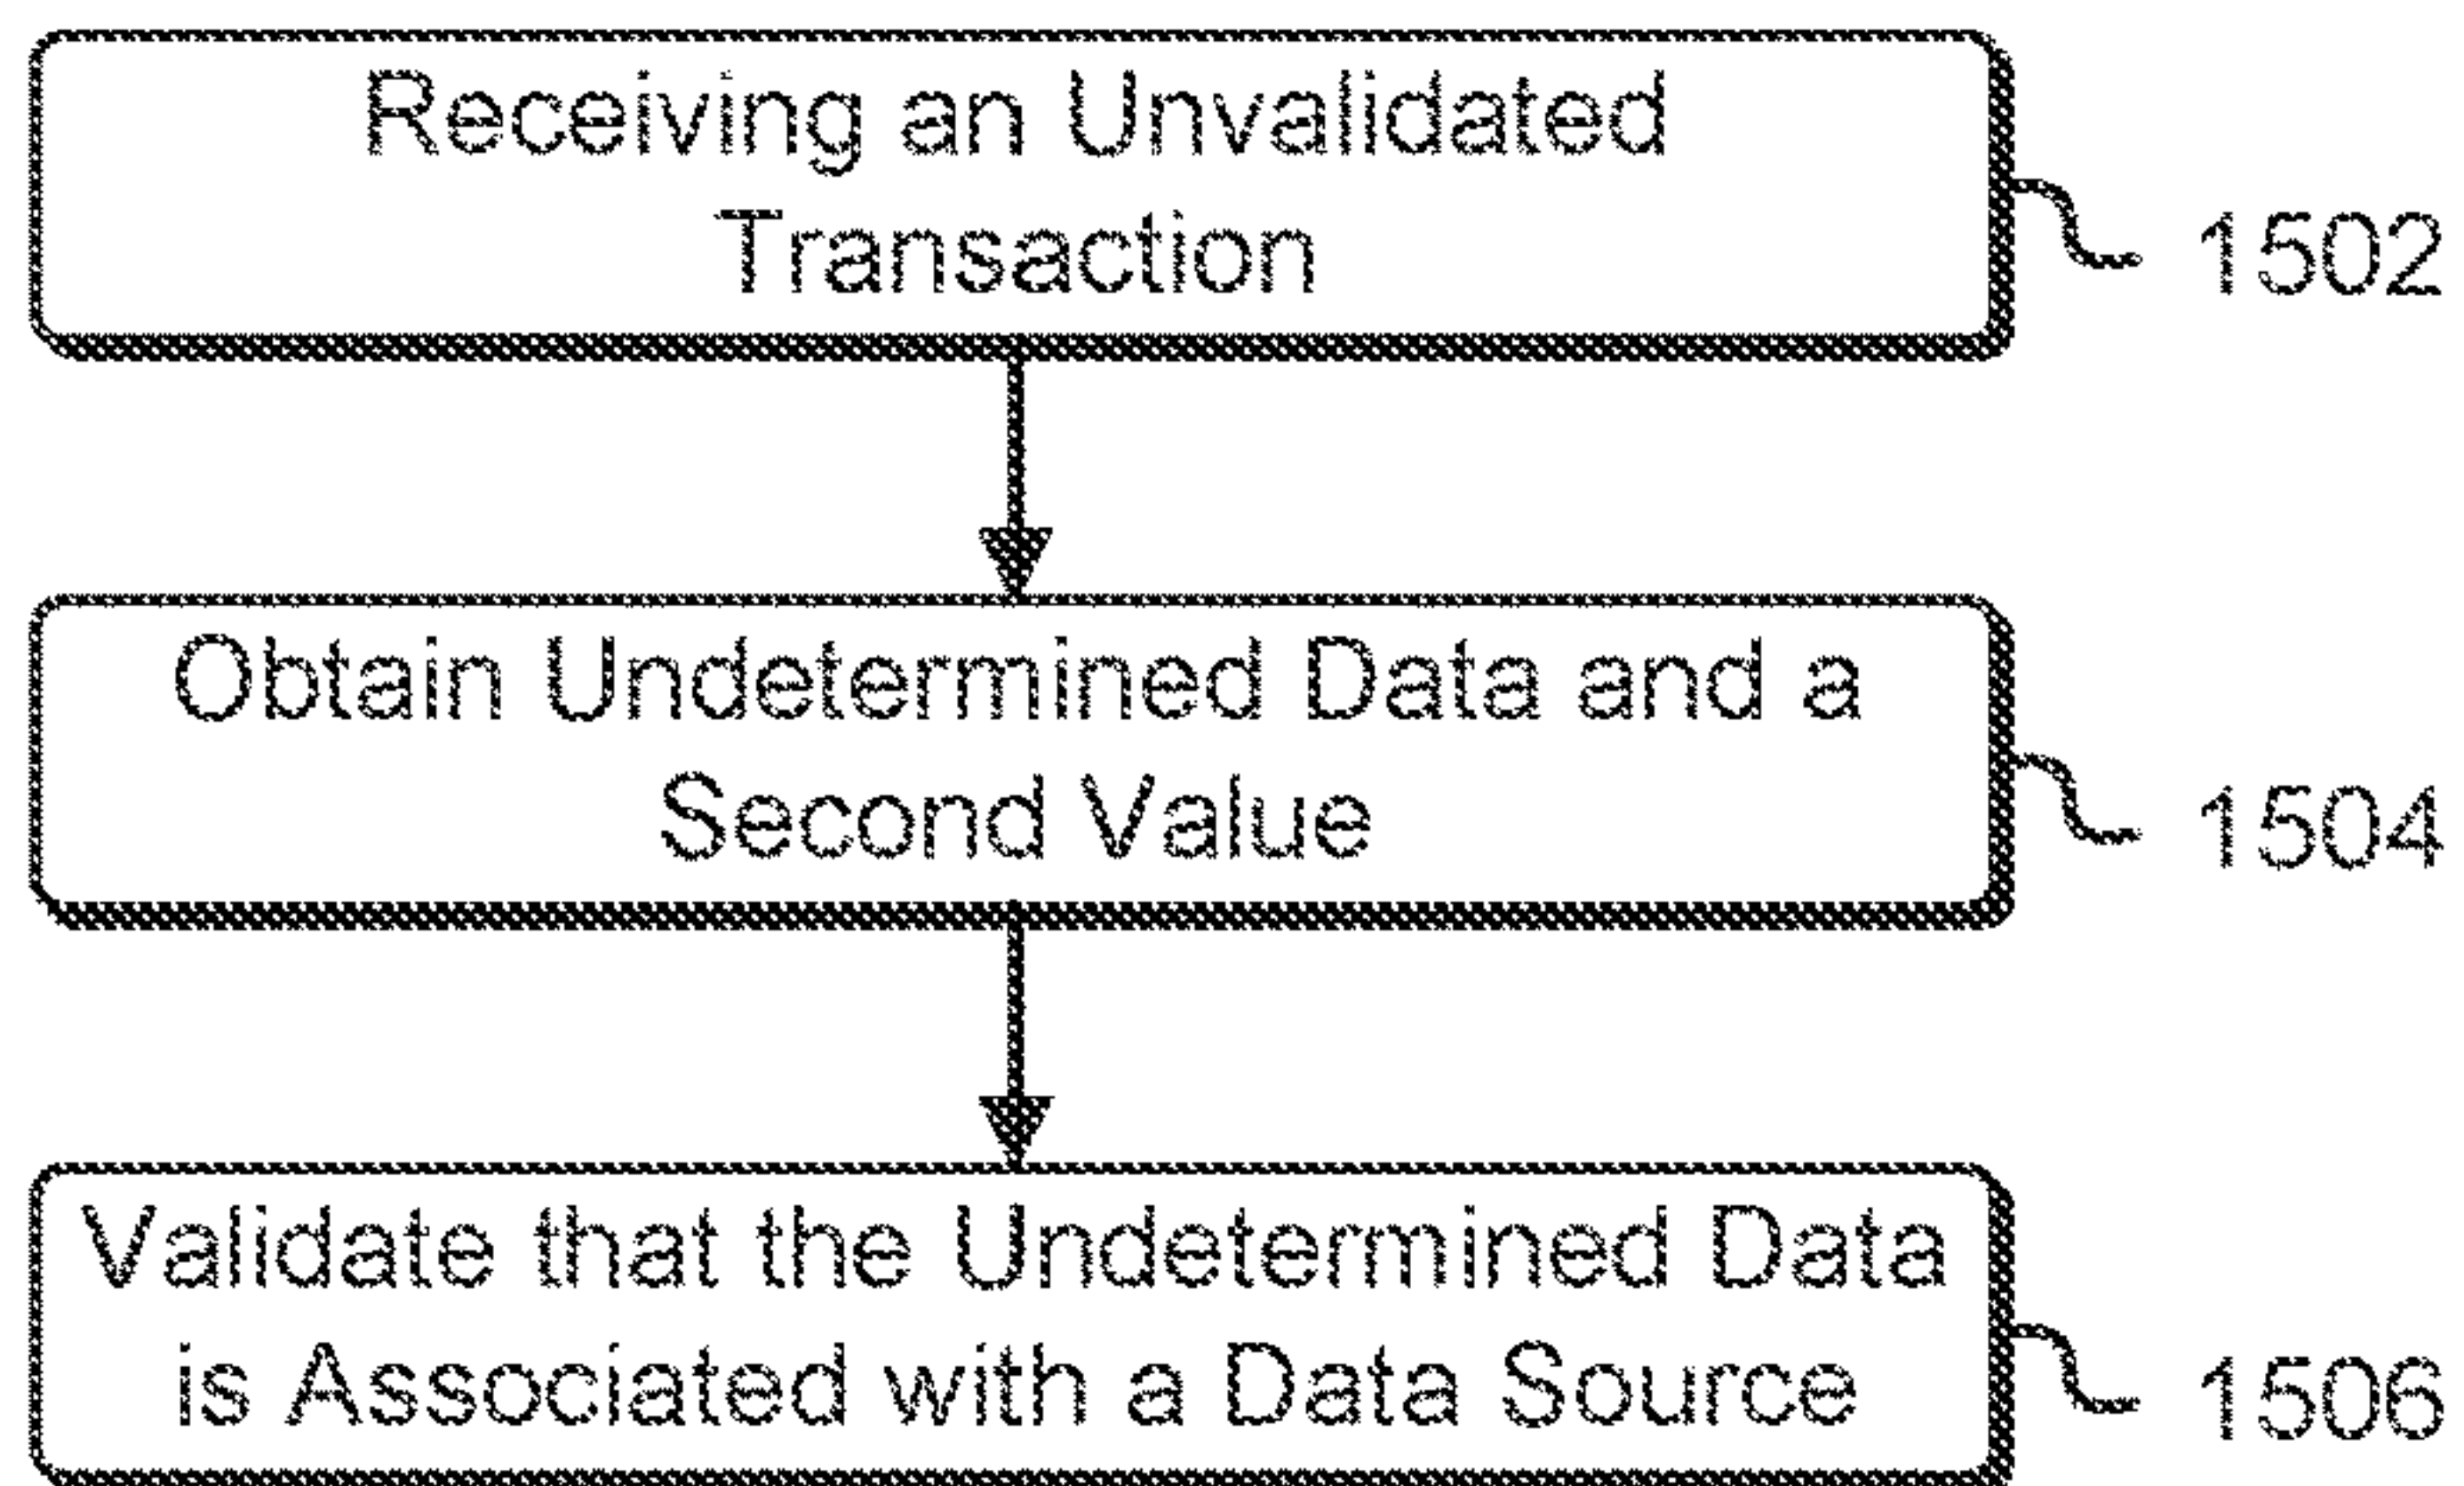 Receiving an Unvalidated
Transaction
1502
Obtain Undetermined Data and a
Second Value
1504
Validate that the Undetermined Data
is Associated with a Data Source
1506